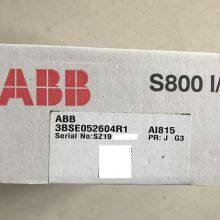 ABB
S800 I/
ABB
3BSE052604R1 AI815
Serial No:SZ19 PR: J G3